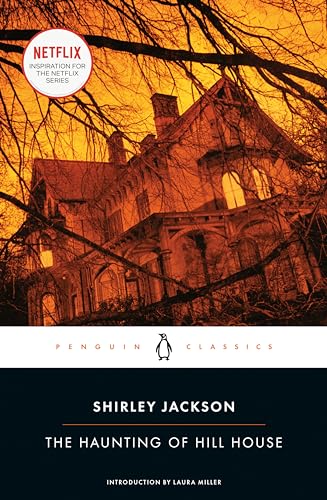 NETFLIX
INSPIRATION FOR
THE NETFLIX
SERIES
PENGUIN CLASSICS
SHIRLEY JACKSON
THE HAUNTING OF HILL HOUSE
INTRODUCTION BY LAURA MILLER